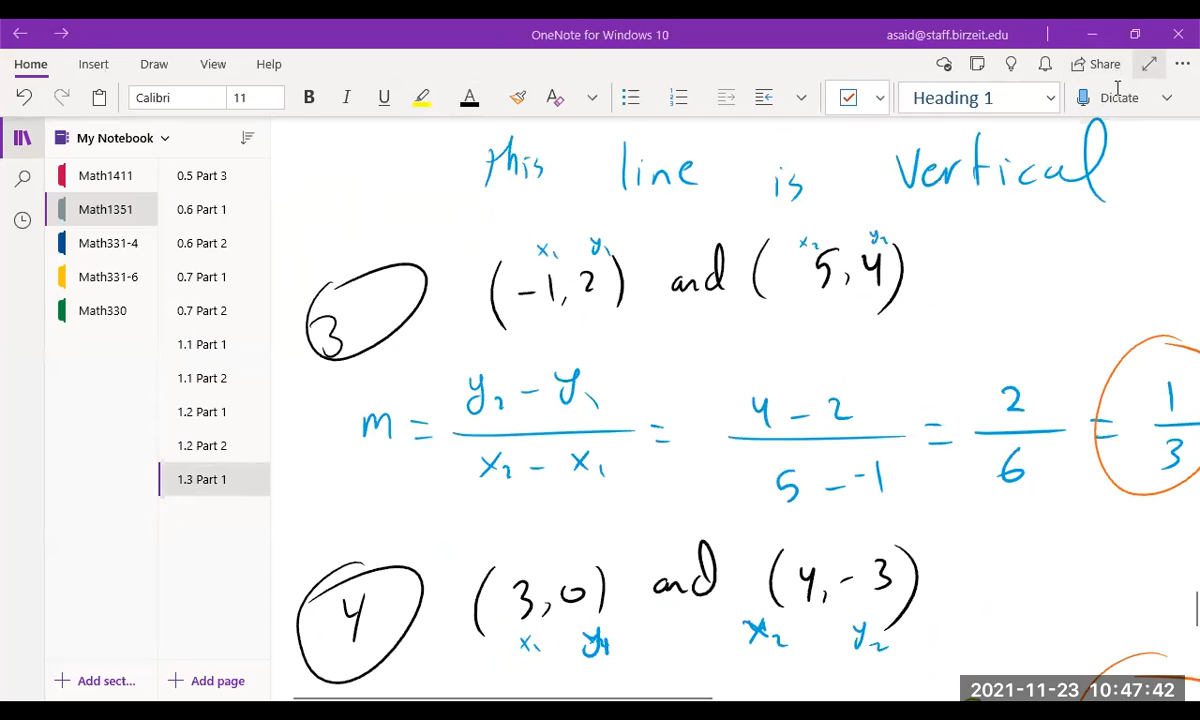 OneNote for Windows 10
asaid@staff.birzeit.edu
Home Insert Draw View Help
Share
Calibri 11 B I U A Heading 1 Dictate
My Notebook
Math1411
Math1351
Math331-4
Math331-6
Math330
0.5 Part 3
0.6 Part 1
0.6 Part 2
0.7 Part 1
0.7 Part 2
1.1 Part 1
1.1 Part 2
1.2 Part 1
1.2 Part 2
1.3 Part 1
+ Add sect...
+ Add page
this line is vertical
x₁ y₁ x₂ y₂
3 (-1, 2) and (5, 4)
m = (y₂ - y₁)/(x₂ - x₁) = (4 - 2)/(5 - -1) = 2/6 = 1/3
4 (3, 0) and (4, -3)
x₁ y₁ x₂ y₂
2021-11-23 10:47:42